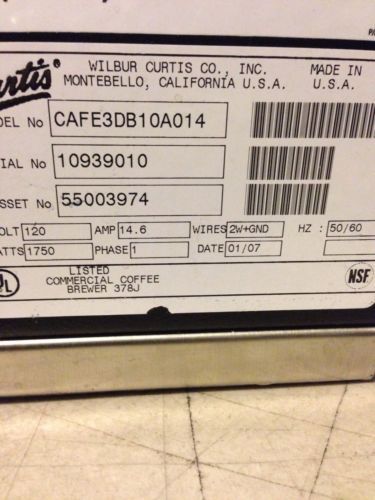 urtis
WILBUR CURTIS CO., INC. MADE IN
MONTEBELLO, CALIFORNIA U.S.A. U.S.A.
DEL No CAFE3DB10A014
IAL No 10939010
SSET No 55003974
OLT 120 AMP 14.6 WIRES 2W+GND HZ : 50/60
ATTS 1750 PHASE 1 DATE 01/07
LISTED
COMMERCIAL COFFEE
BREWER 378J
UL
NSF